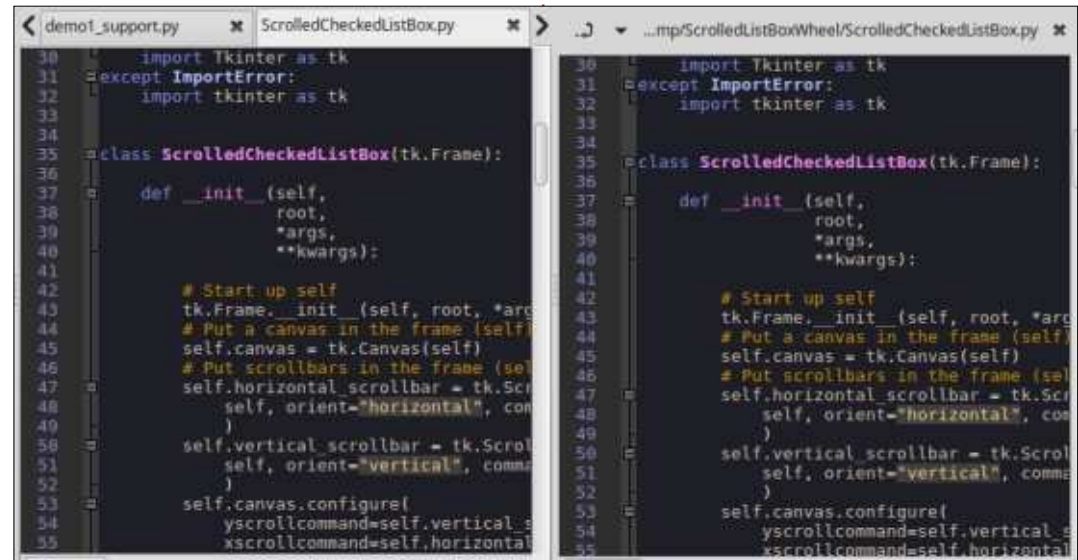 demo1_support.py ✖ ScrolledCheckedListBox.py ✖
30 import Tkinter as tk
31 except ImportError:
32 import tkinter as tk
33
34
35 class ScrolledCheckedListBox(tk.Frame):
36
37 def __init__(self,
38 root,
39 *args,
40 **kwargs):
41
42 # Start up self
43 tk.Frame.__init__(self, root, *arg
44 # Put a canvas in the frame (self)
45 self.canvas = tk.Canvas(self)
46 # Put scrollbars in the frame (sel
47 self.horizontal_scrollbar = tk.Scr
48 self, orient="horizontal", com
49 )
50 self.vertical_scrollbar = tk.Scrol
51 self, orient="vertical", comma
52 )
53 self.canvas.configure(
54 yscrollcommand=self.vertical_s
55 xscrollcommand=self.horizontal
...mp/ScrolledListBoxWheel/ScrolledCheckedListBox.py ✖
30 import Tkinter as tk
31 except ImportError:
32 import tkinter as tk
33
34
35 class ScrolledCheckedListBox(tk.Frame):
36
37 def __init__(self,
38 root,
39 *args,
40 **kwargs):
41
42 # Start up self
43 tk.Frame.__init__(self, root, *arg
44 # Put a canvas in the frame (self)
45 self.canvas = tk.Canvas(self)
46 # Put scrollbars in the frame (sel
47 self.horizontal_scrollbar = tk.Scr
48 self, orient="horizontal", com
49 )
50 self.vertical_scrollbar = tk.Scrol
51 self, orient="vertical", comma
52 )
53 self.canvas.configure(
54 yscrollcommand=self.vertical_s
55 xscrollcommand=self.horizontal